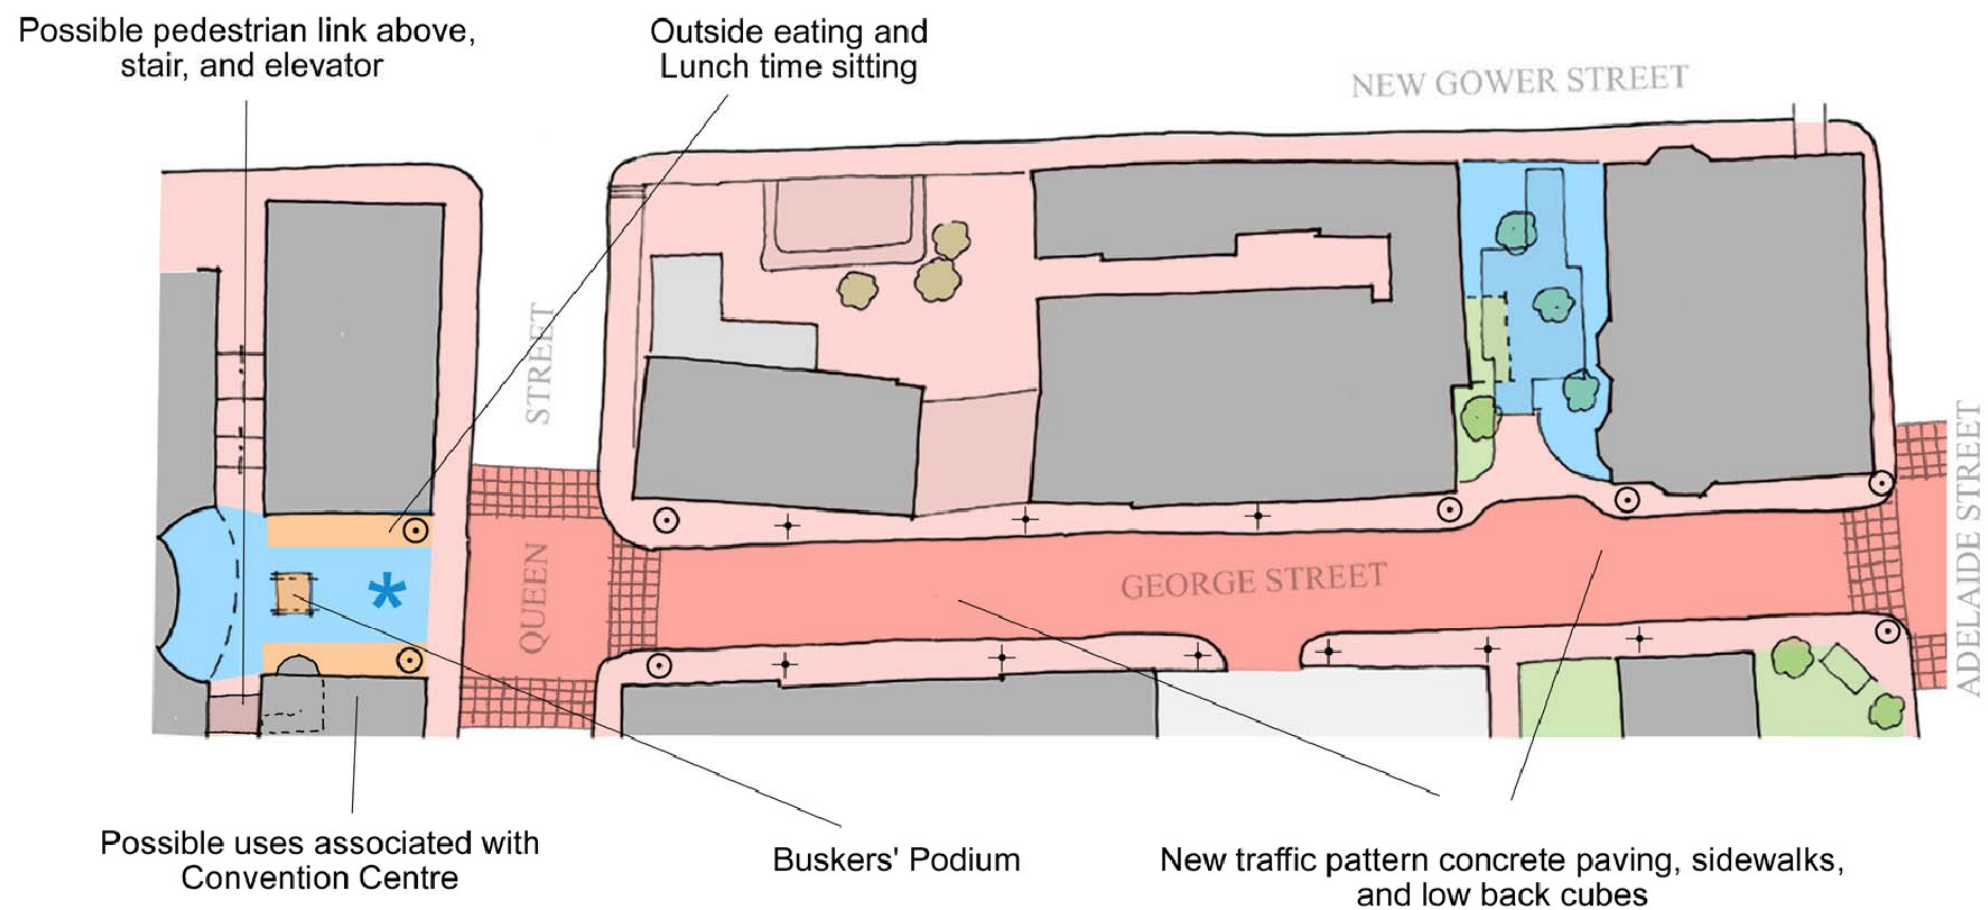 Possible pedestrian link above,
stair, and elevator
Outside eating and
Lunch time sitting
NEW GOWER STREET
STREET
QUEEN
GEORGE STREET
ADELAIDE STREET
*
Possible uses associated with
Convention Centre
Buskers' Podium
New traffic pattern concrete paving, sidewalks,
and low back cubes